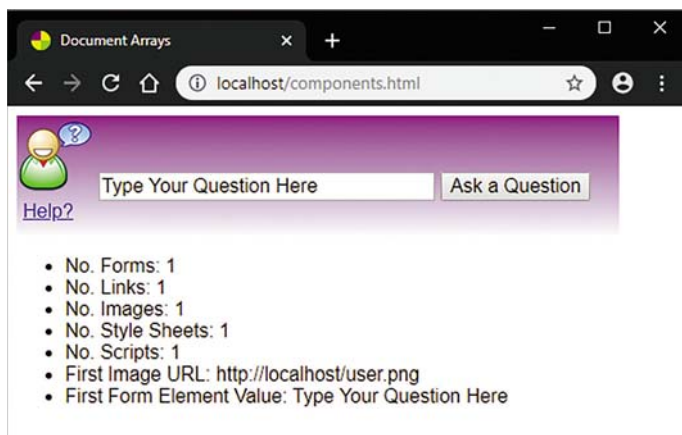 Document Arrays
localhost/components.html
?
Type Your Question Here Ask a Question
Help?
• No. Forms: 1
• No. Links: 1
• No. Images: 1
• No. Style Sheets: 1
• No. Scripts: 1
• First Image URL: http://localhost/user.png
• First Form Element Value: Type Your Question Here